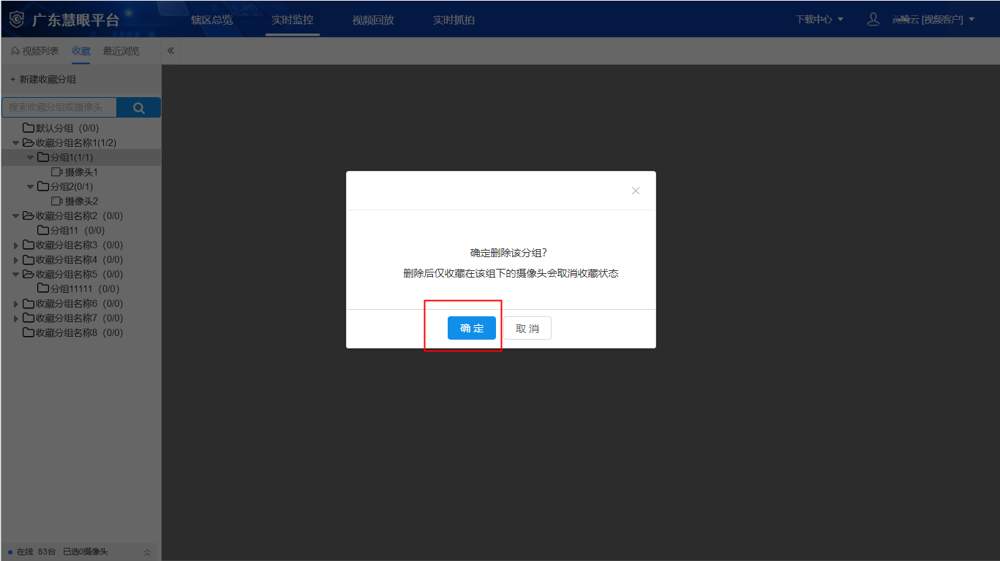 广东慧眼平台
辖区总览 实时监控 视频回放 实时抓拍
下载中心 云 [视频客户]
视频列表 收藏 最近浏览 «
+ 新建收藏分组
搜索收藏分组或摄像头
默认分组（0/0）
收藏分组名称1(1/2)
分组1(1/1)
摄像头1
分组2(0/1)
摄像头2
收藏分组名称2（0/0）
分组11（0/0）
收藏分组名称3（0/0）
收藏分组名称4（0/0）
收藏分组名称5（0/0）
分组11111（0/0）
收藏分组名称6（0/0）
收藏分组名称7（0/0）
收藏分组名称8（0/0）
在线 83台 已选0摄像头
确定删除该分组？
删除后仅收藏在该组下的摄像头会取消收藏状态
确 定 取 消